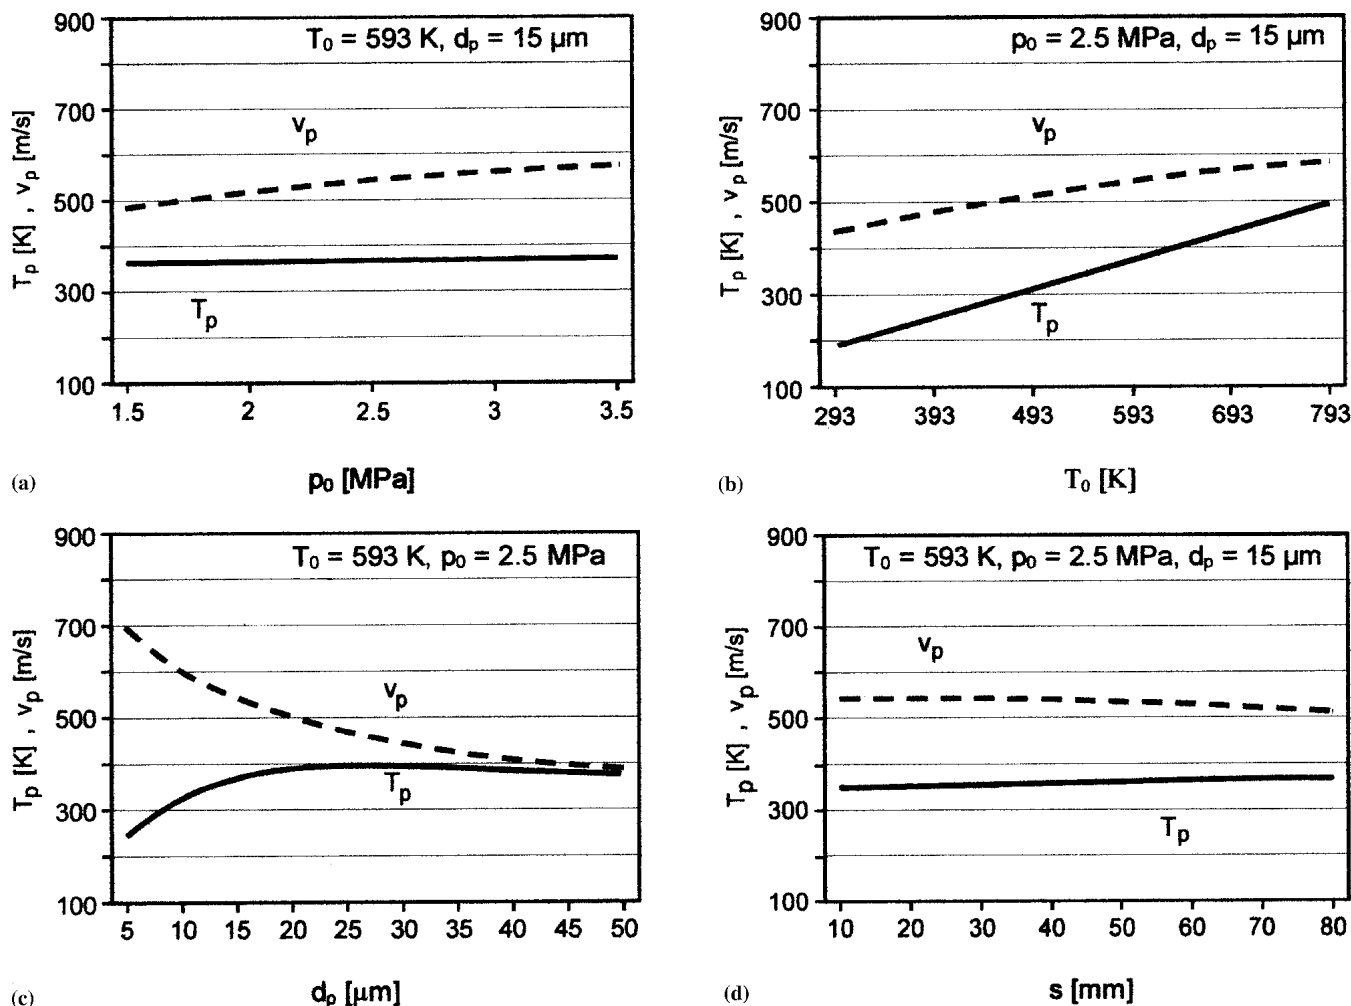 900
T₀ = 593 K, dₚ = 15 µm
700
vₚ
500
300
Tₚ
100
Tₚ [K] , vₚ [m/s]
1.5 2 2.5 3 3.5
(a) p₀ [MPa]
900
p₀ = 2.5 MPa, dₚ = 15 µm
700
vₚ
500
300
Tₚ
100
Tₚ [K] , vₚ [m/s]
293 393 493 593 693 793
(b) T₀ [K]
900
T₀ = 593 K, p₀ = 2.5 MPa
700
vₚ
500
Tₚ
300
100
Tₚ [K] , vₚ [m/s]
5 10 15 20 25 30 35 40 45 50
(c) dₚ [µm]
900
T₀ = 593 K, p₀ = 2.5 MPa, dₚ = 15 µm
700
vₚ
500
300
Tₚ
100
Tₚ [K] , vₚ [m/s]
10 20 30 40 50 60 70 80
(d) s [mm]